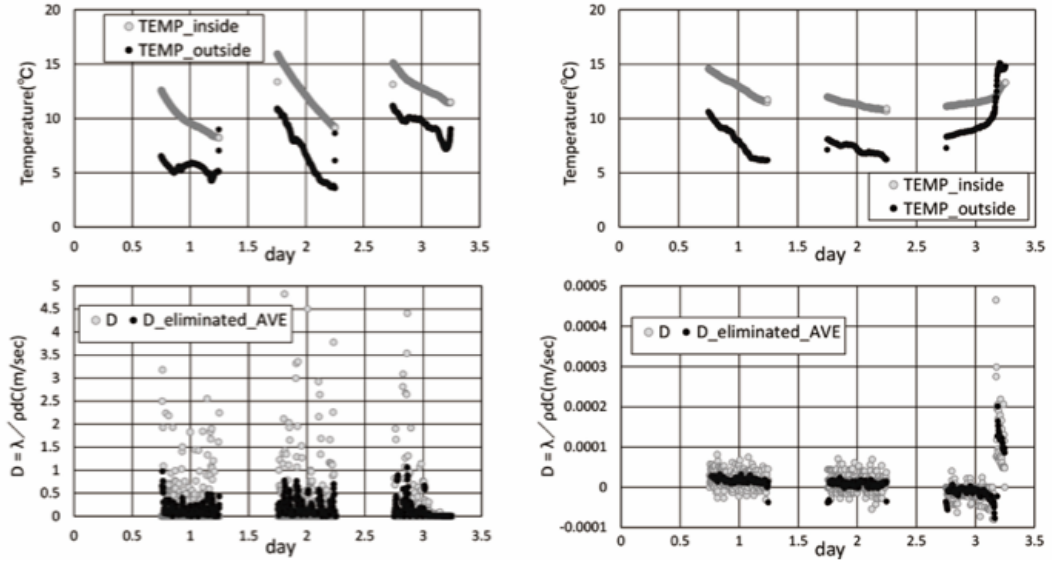 20
TEMP_inside
TEMP_outside
15
10
5
0
Temperature(℃)
0 0.5 1 1.5 2 2.5 3 3.5
day
20
15
10
5
0
Temperature(℃)
TEMP_inside
TEMP_outside
0 0.5 1 1.5 2 2.5 3 3.5
day
5
4.5
D D_eliminated_AVE
4
3.5
3
2.5
2
1.5
1
0.5
0
D = λ／ρdC(m/sec)
0 0.5 1 1.5 2 2.5 3 3.5
day
0.0005
D D_eliminated_AVE
0.0004
0.0003
0.0002
0.0001
0
-0.0001
D = λ／ρdC(m/sec)
0 0.5 1 1.5 2 2.5 3 3.5
day